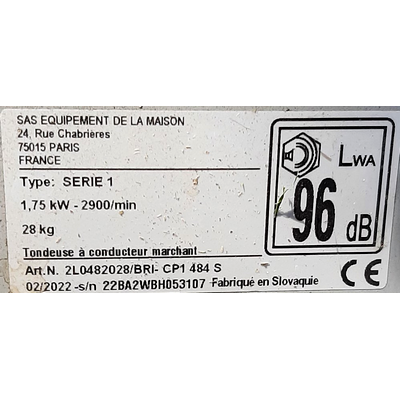 SAS EQUIPEMENT DE LA MAISON
24, Rue Chabrières
75015 PARIS
FRANCE
Type: SERIE 1
1,75 kW - 2900/min
28 kg
LWA
96 dB
Tondeuse à conducteur marchant
Art.N. 2L0482028/BRI- CP1 484 S
02/2022 -s/n 22BA2WBH053107 Fabriqué en Slovaquie
CE